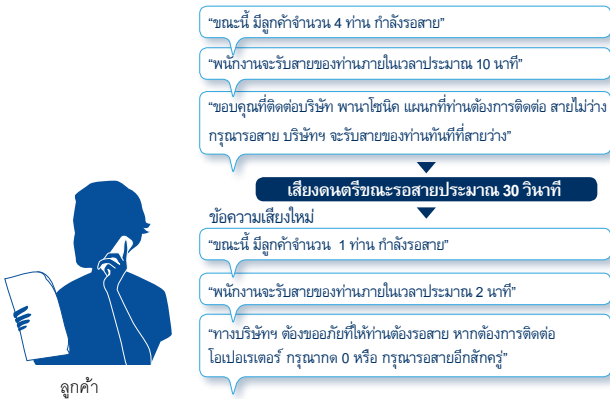 “ขณะนี้ มีลูกค้าจำนวน 4 ท่าน กำลังรอสาย”
“พนักงานจะรับสายของท่านภายในเวลาประมาณ 10 นาที”
“ขอบคุณที่ติดต่อบริษัท พานาโซนิค แผนกที่ท่านต้องการติดต่อ สายไม่ว่าง
กรุณารอสาย บริษัทฯ จะรับสายของท่านทันทีที่สายว่าง”
เสียงดนตรีขณะรอสายประมาณ 30 วินาที
ข้อความเสียงใหม่
“ขณะนี้ มีลูกค้าจำนวน 1 ท่าน กำลังรอสาย”
“พนักงานจะรับสายของท่านภายในเวลาประมาณ 2 นาที”
“ทางบริษัทฯ ต้องขออภัยที่ให้ท่านต้องรอสาย หากต้องการติดต่อ
โอเปอเรเตอร์ กรุณากด 0 หรือ กรุณารอสายอีกสักครู่”
ลูกค้า